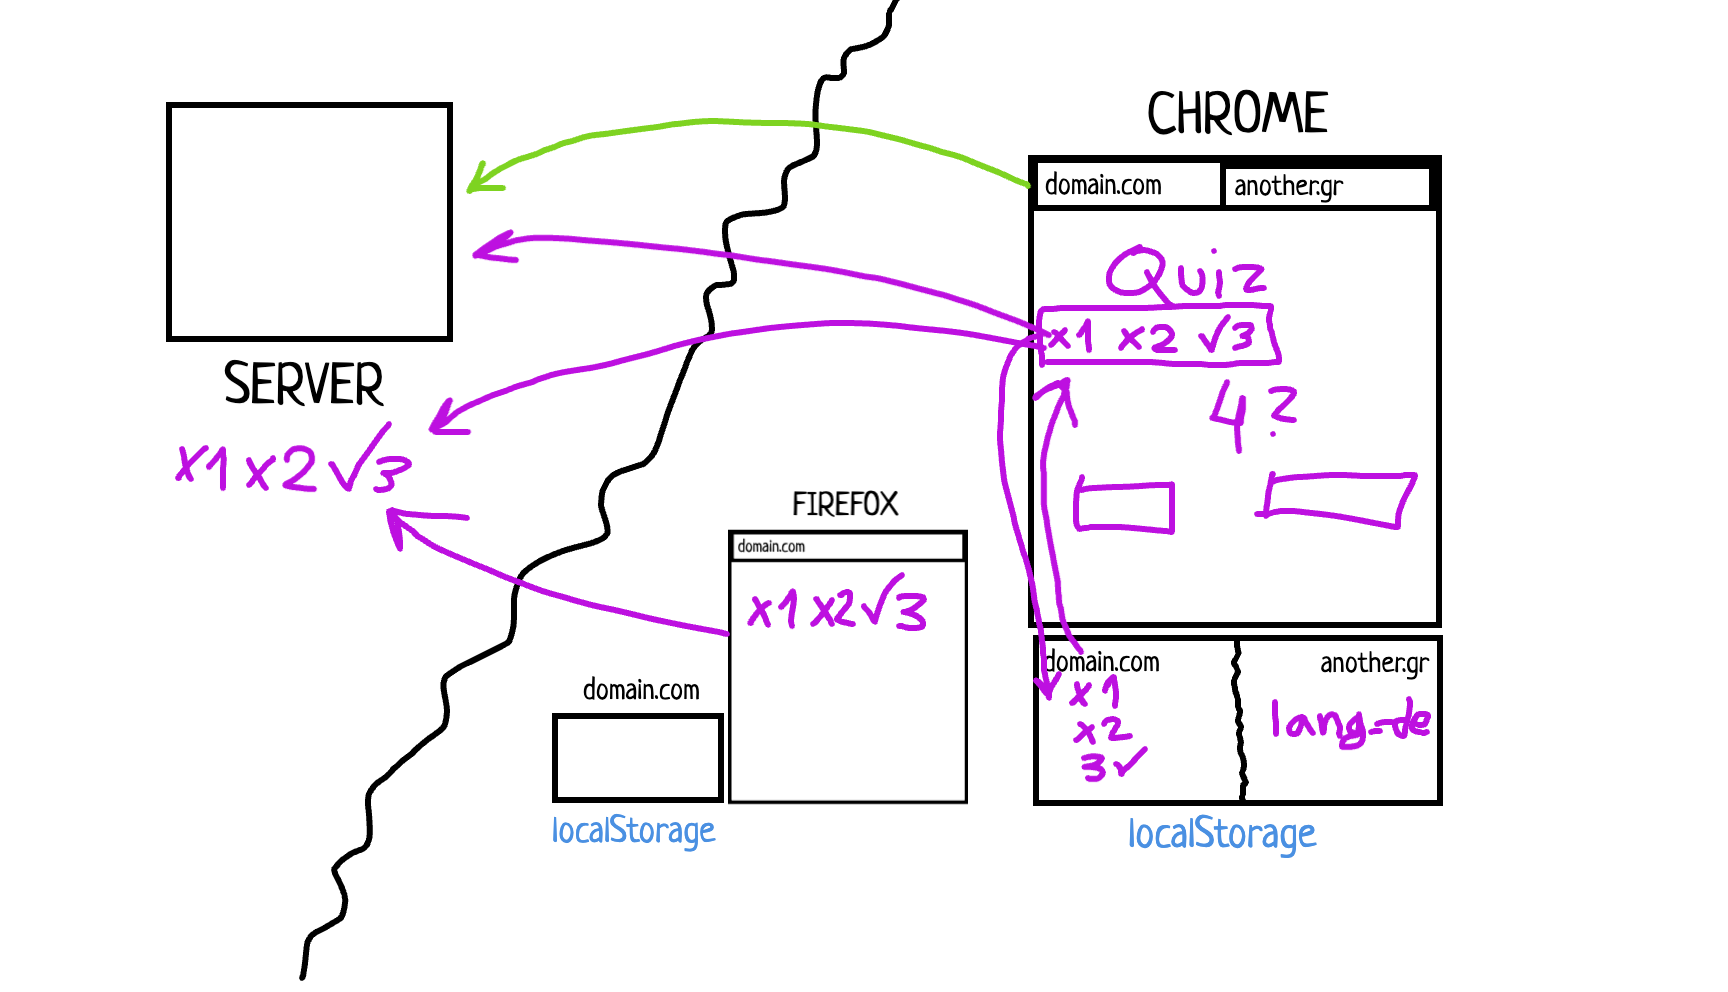 CHROME
domain.com another.gr
Quiz
x1 x2 √3
4?
SERVER
x1 x2 √3
FIREFOX
domain.com
x1 x2 √3
domain.com
localStorage
domain.com
x1
x2
3✓
another.gr
lang-de
localStorage